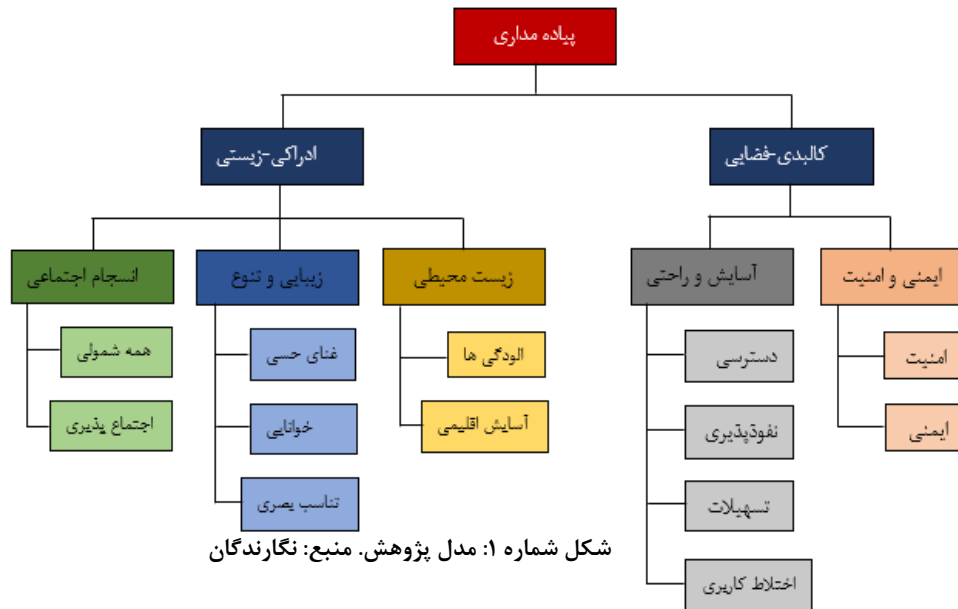 پیاده مداری
کالبدی-فضایی
ادراکی-زیستی
ایمنی و امنیت
آسایش و راحتی
زیست محیطی
زیبایی و تنوع
انسجام اجتماعی
امنیت
ایمنی
دسترسی
نفوذپذیری
تسهیلات
اختلاط کاربری
الودگی ها
آسایش اقلیمی
غنای حسی
خوانایی
تناسب بصری
همه شمولی
اجتماع پذیری
شکل شماره ۱: مدل پژوهش. منبع: نگارندگان